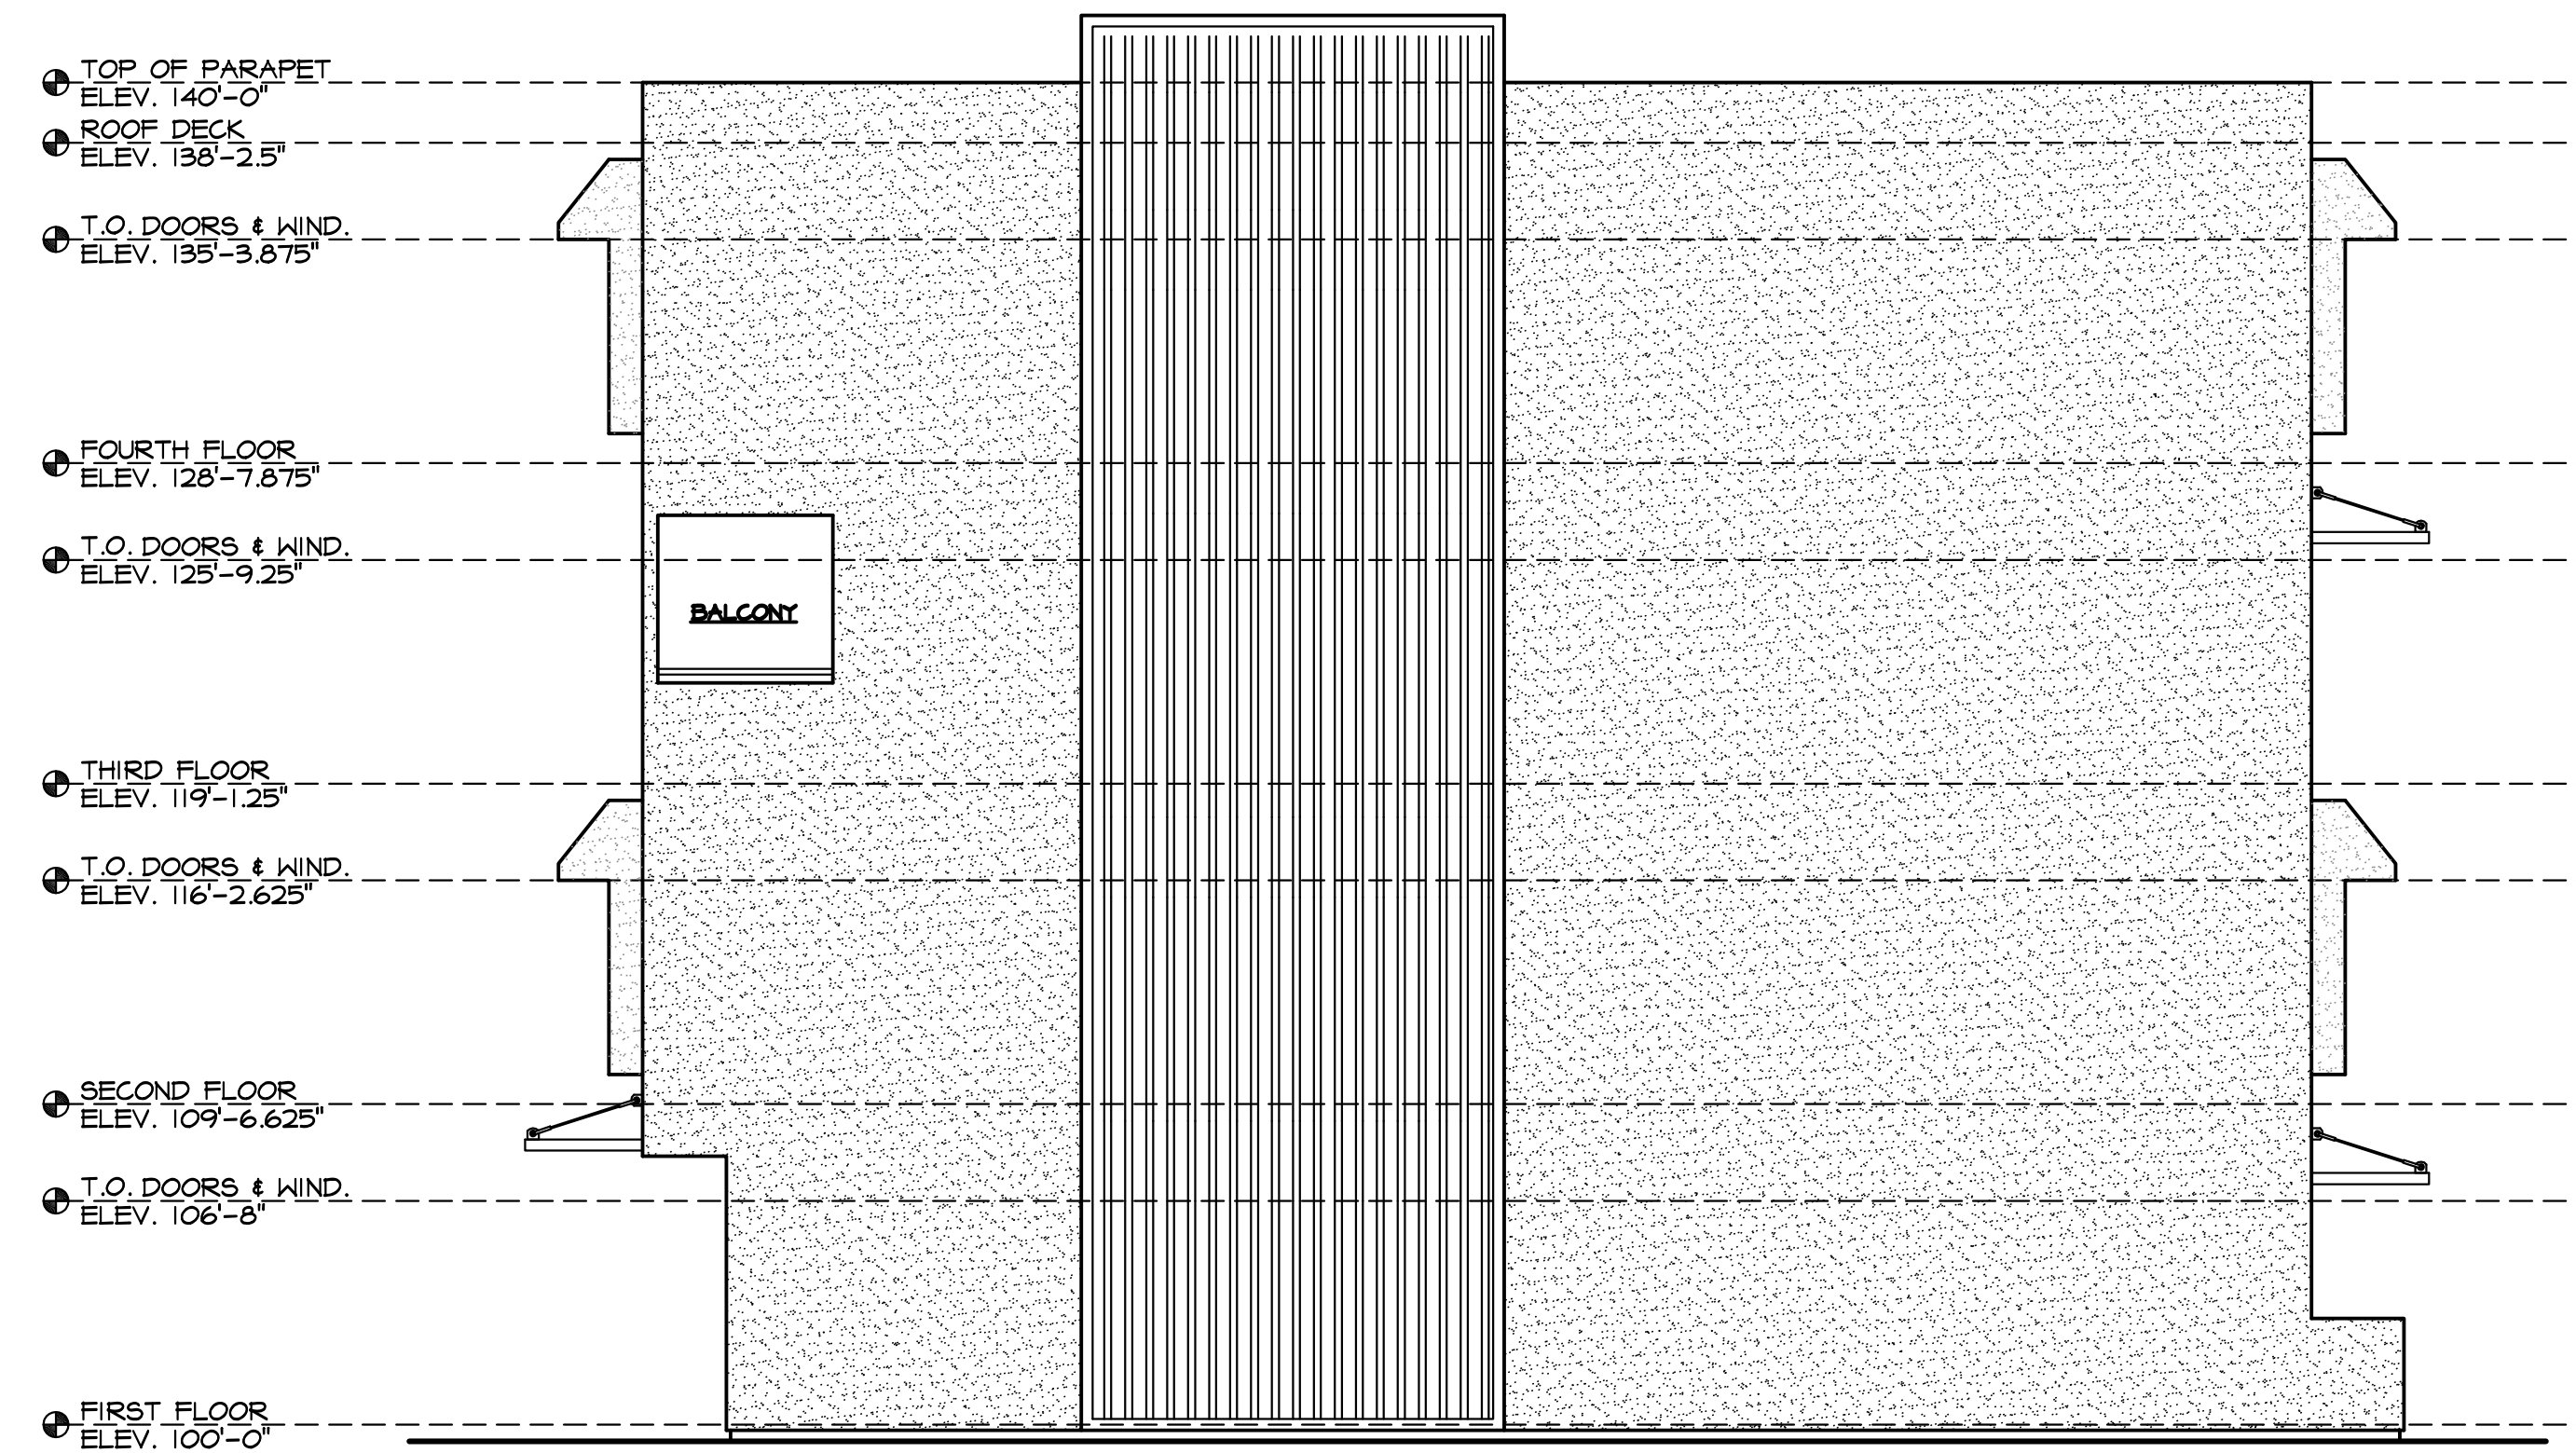 TOP OF PARAPET
ELEV. 140'-0"
ROOF DECK
ELEV. 138'-2.5"
T.O. DOORS & WIND.
ELEV. 135'-3.875"
FOURTH FLOOR
ELEV. 128'-7.875"
T.O. DOORS & WIND.
ELEV. 125'-9.25"
BALCONY
THIRD FLOOR
ELEV. 119'-1.25"
T.O. DOORS & WIND.
ELEV. 116'-2.625"
SECOND FLOOR
ELEV. 109'-6.625"
T.O. DOORS & WIND.
ELEV. 106'-8"
FIRST FLOOR
ELEV. 100'-0"